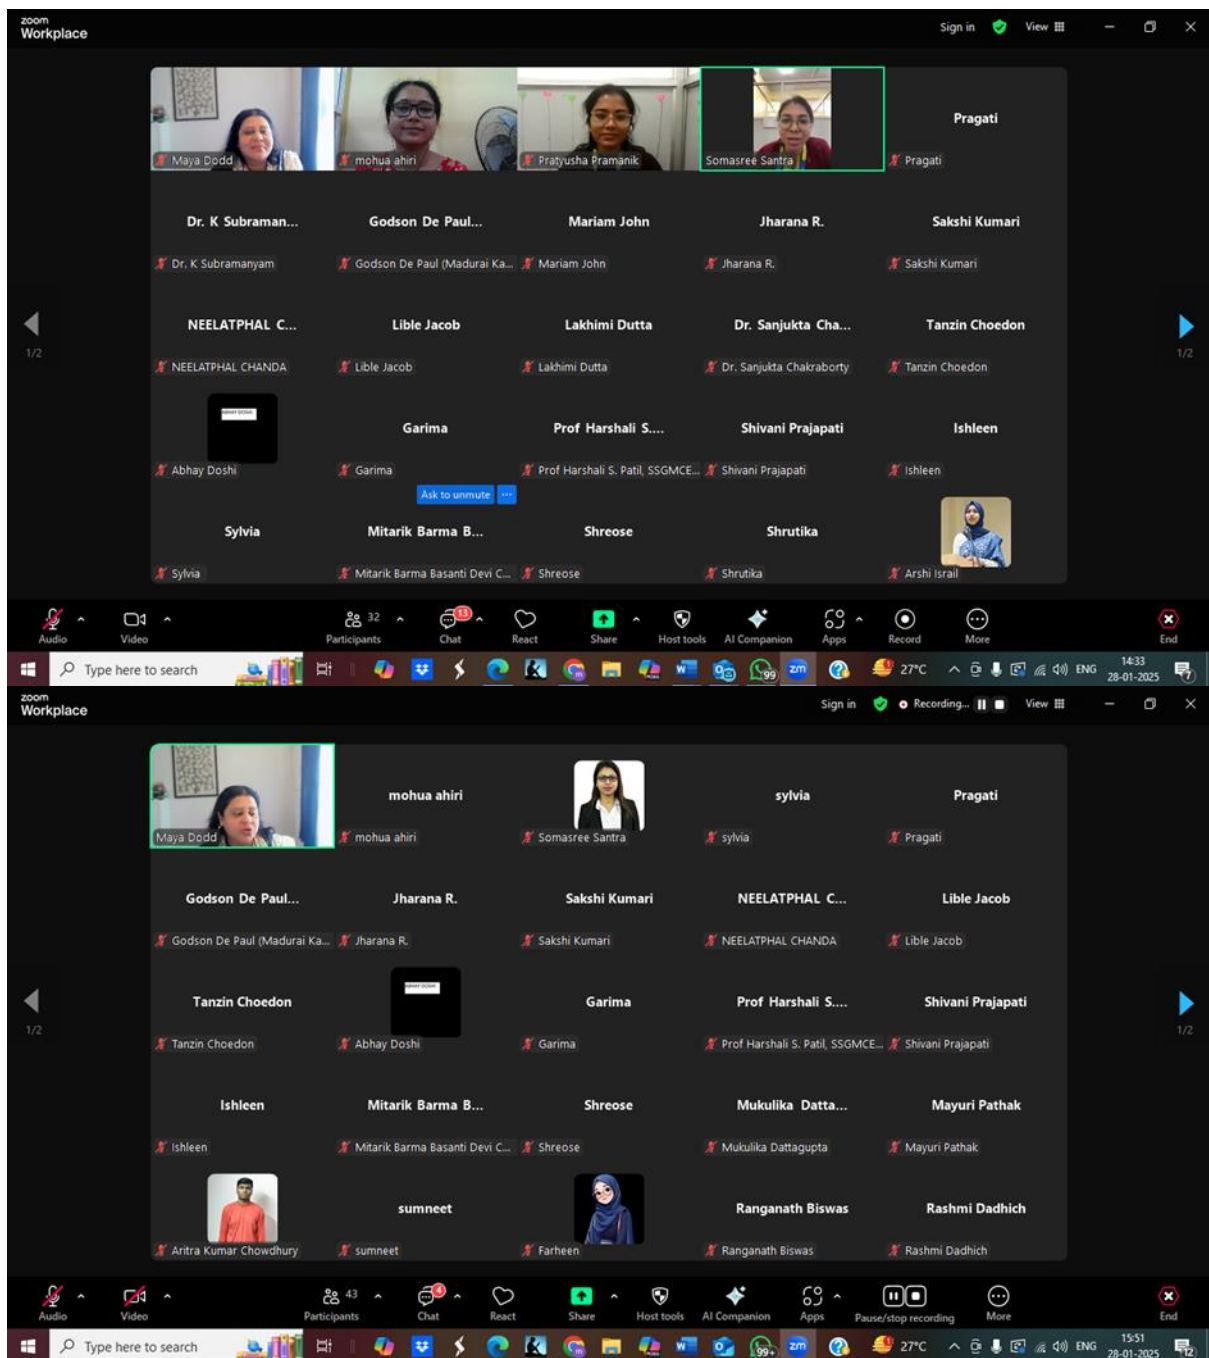 zoom
Workplace
Sign in
View
Maya Dodd
mohua ahiri
Pratyusha Pramanik
Somasree Santra
Pragati
Pragati
Dr. K Subraman...
Godson De Paul...
Mariam John
Jharana R.
Sakshi Kumari
Dr. K Subramanyam
Godson De Paul (Madurai Ka...
Mariam John
Jharana R.
Sakshi Kumari
NEELATPHAL C...
Lible Jacob
Lakhimi Dutta
Dr. Sanjukta Cha...
Tanzin Choedon
1/2
1/2
NEELATPHAL CHANDA
Lible Jacob
Lakhimi Dutta
Dr. Sanjukta Chakraborty
Tanzin Choedon
ABHAY DOSHI
Garima
Prof Harshali S....
Shivani Prajapati
Ishleen
Abhay Doshi
Garima
Prof Harshali S. Patil, SSGMCE...
Shivani Prajapati
Ishleen
Ask to unmute
Sylvia
Mitarik Barma B...
Shreose
Shrutika
Sylvia
Mitarik Barma Basanti Devi C...
Shreose
Shrutika
Arshi Israil
Audio
Video
32
Participants
13
Chat
React
Share
Host tools
AI Companion
Apps
Record
More
End
Type here to search
99
zm
27°C
ENG
14:33
28-01-2025
7
zoom
Workplace
Sign in
Recording...
View
mohua ahiri
sylvia
Pragati
Maya Dodd
mohua ahiri
Somasree Santra
sylvia
Pragati
Godson De Paul...
Jharana R.
Sakshi Kumari
NEELATPHAL C...
Lible Jacob
Godson De Paul (Madurai Ka...
Jharana R.
Sakshi Kumari
NEELATPHAL CHANDA
Lible Jacob
ABHAY DOSHI
Tanzin Choedon
Garima
Prof Harshali S....
Shivani Prajapati
1/2
1/2
Tanzin Choedon
Abhay Doshi
Garima
Prof Harshali S. Patil, SSGMCE...
Shivani Prajapati
Ishleen
Mitarik Barma B...
Shreose
Mukulika Datta...
Mayuri Pathak
Ishleen
Mitarik Barma Basanti Devi C...
Shreose
Mukulika Dattagupta
Mayuri Pathak
sumneet
Ranganath Biswas
Rashmi Dadhich
Aritra Kumar Chowdhury
sumneet
Farheen
Ranganath Biswas
Rashmi Dadhich
Audio
Video
43
Participants
4
Chat
React
Share
Host tools
AI Companion
Apps
Pause/stop recording
More
End
Type here to search
99+
zm
27°C
ENG
15:51
28-01-2025
12